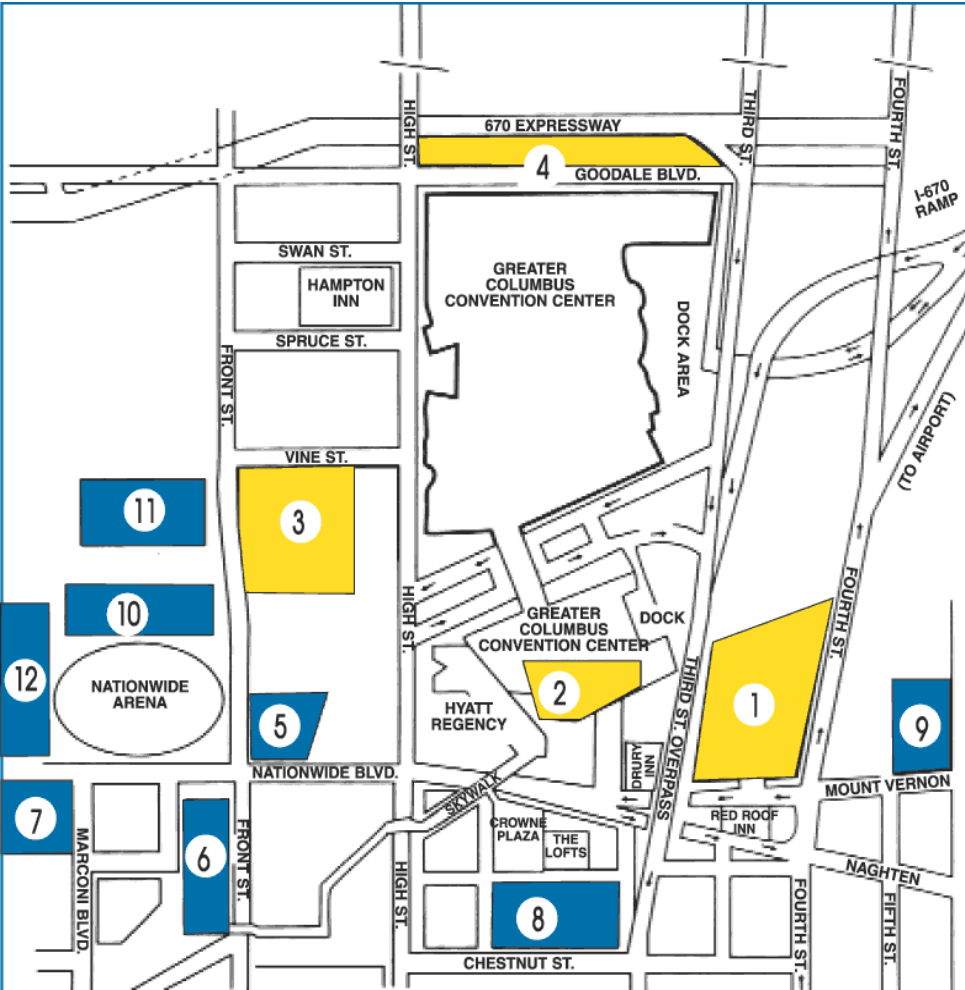 670 EXPRESSWAY
HIGH ST.
THIRD ST.
FOURTH ST.
4
GOODALE BLVD.
I-670
RAMP
SWAN ST.
HAMPTON
INN
GREATER
COLUMBUS
CONVENTION CENTER
DOCK AREA
SPRUCE ST.
FRONT ST.
(TO AIRPORT)
VINE ST.
11
3
10
HIGH ST.
GREATER
COLUMBUS
CONVENTION CENTER
DOCK
FOURTH ST.
12
NATIONWIDE
ARENA
5
HYATT
REGENCY
2
THIRD ST. OVERPASS
1
9
DRURY
INN
NATIONWIDE BLVD.
SKYWALK
MOUNT VERNON
7
MARCONI BLVD.
6
FRONT ST.
HIGH ST.
CROWNE
PLAZA
THE
LOFTS
RED ROOF
INN
NAGHTEN
8
FOURTH ST.
FIFTH ST.
CHESTNUT ST.